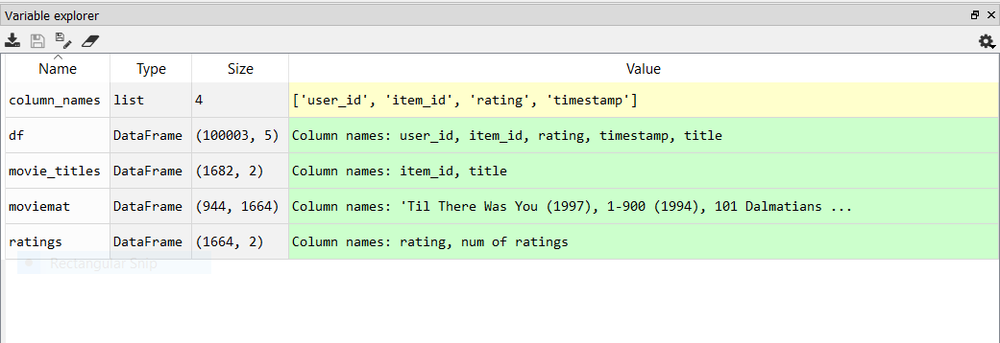 Variable explorer
Name Type Size Value
column_names list 4 ['user_id', 'item_id', 'rating', 'timestamp']
df DataFrame (100003, 5) Column names: user_id, item_id, rating, timestamp, title
movie_titles DataFrame (1682, 2) Column names: item_id, title
moviemat DataFrame (944, 1664) Column names: 'Til There Was You (1997), 1-900 (1994), 101 Dalmatians ...
ratings DataFrame (1664, 2) Column names: rating, num of ratings
Rectangular Snip